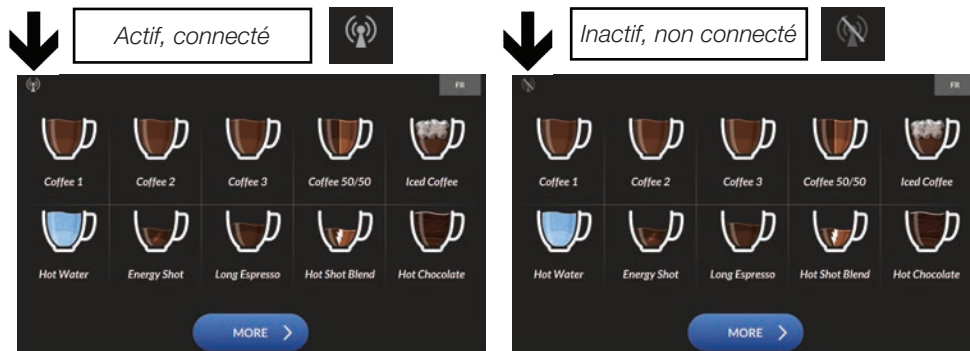 Actif, connecté
Inactif, non connecté
FR
Coffee 1 Coffee 2 Coffee 3 Coffee 50/50 Iced Coffee
Hot Water Energy Shot Long Espresso Hot Shot Blend Hot Chocolate
MORE
FR
Coffee 1 Coffee 2 Coffee 3 Coffee 50/50 Iced Coffee
Hot Water Energy Shot Long Espresso Hot Shot Blend Hot Chocolate
MORE